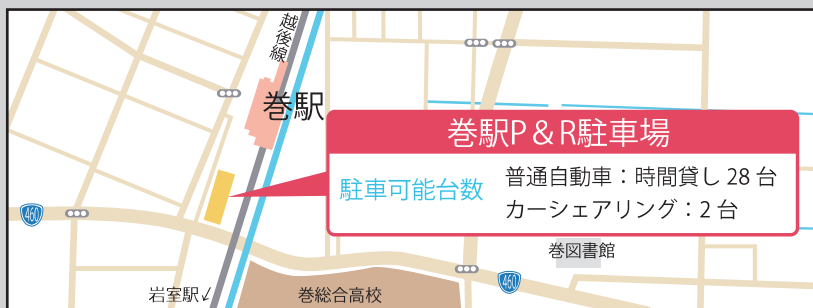 越後線
巻駅
巻駅P&R駐車場
駐車可能台数
普通自動車：時間貸し 28 台
カーシェアリング：2 台
460
巻図書館
460
岩室駅↙
巻総合高校